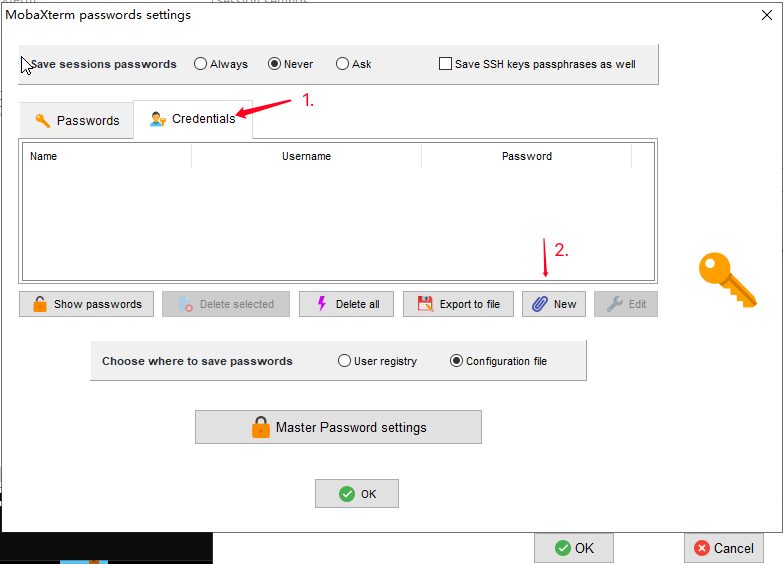 MobaXterm passwords settings
Save sessions passwords Always Never Ask Save SSH keys passphrases as well
1.
Passwords Credentials
Name Username Password
2.
Show passwords Delete selected Delete all Export to file New Edit
Choose where to save passwords User registry Configuration file
Master Password settings
OK
OK Cancel